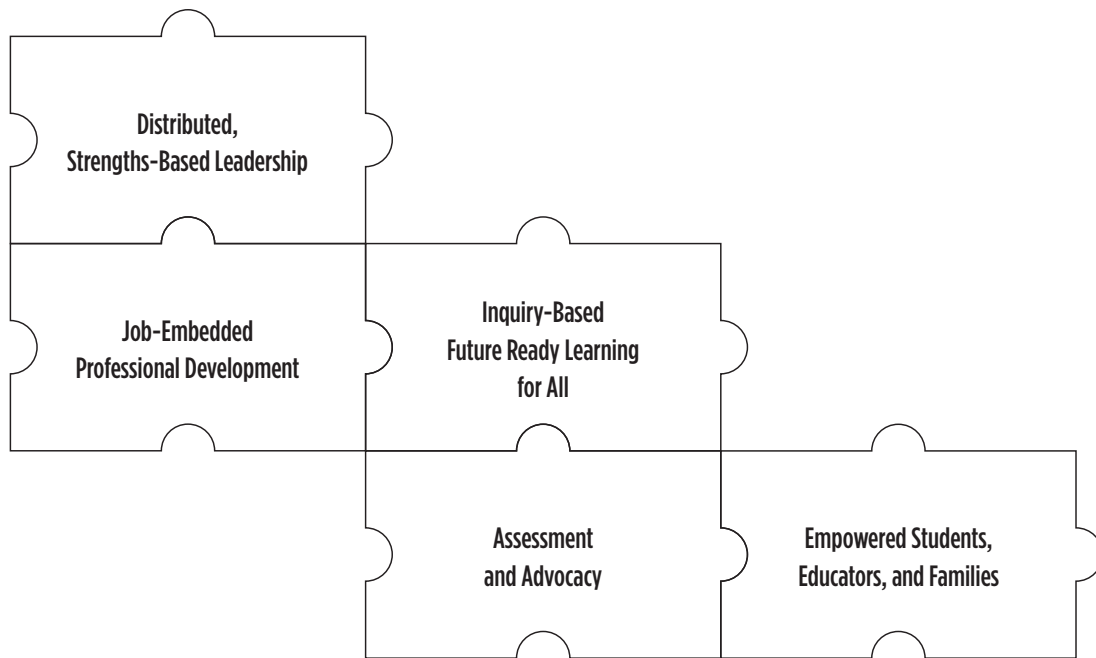 Distributed,
Strengths-Based Leadership
Job-Embedded
Professional Development
Inquiry-Based
Future Ready Learning
for All
Assessment
and Advocacy
Empowered Students,
Educators, and Families